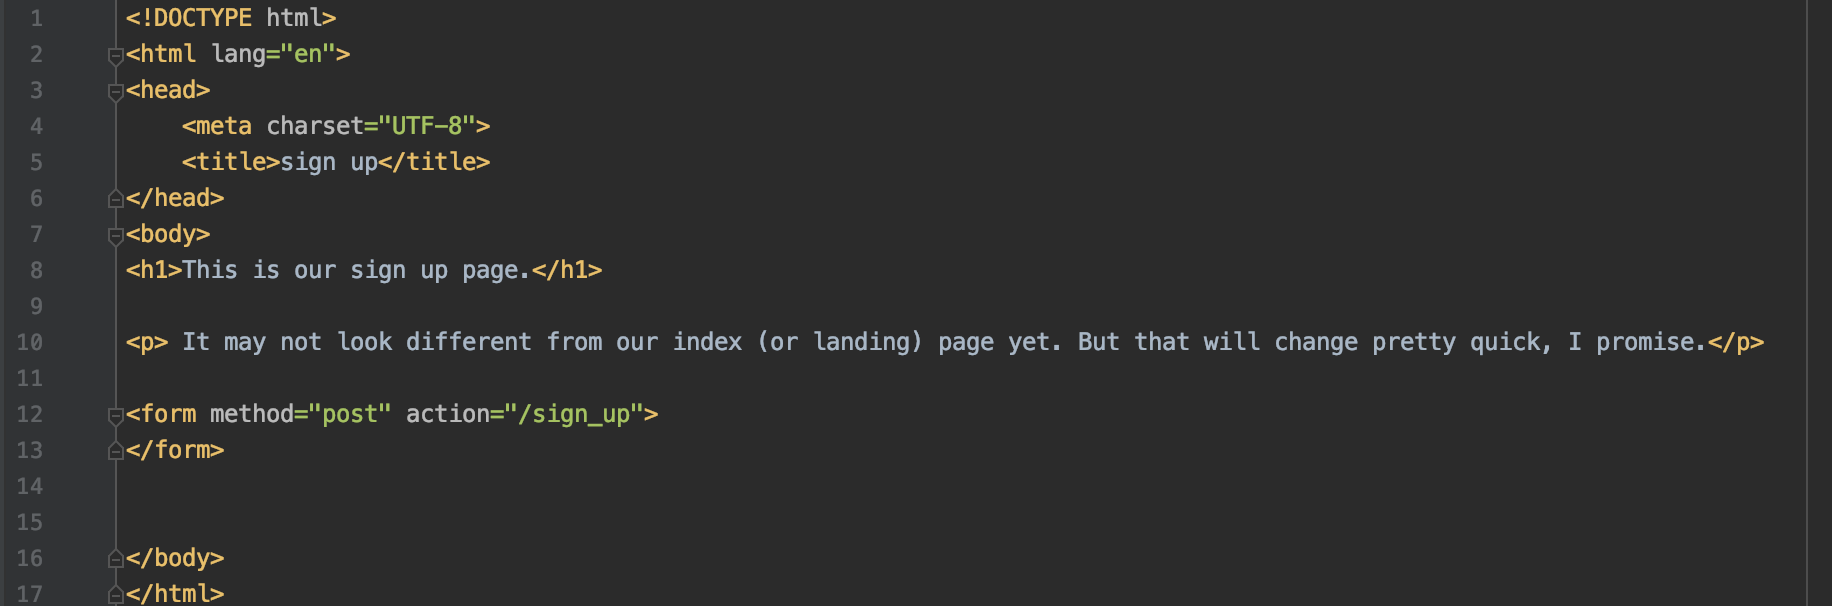 1 <!DOCTYPE html>
2 <html lang="en">
3 <head>
4     <meta charset="UTF-8">
5     <title>sign up</title>
6 </head>
7 <body>
8 <h1>This is our sign up page.</h1>
9
10 <p> It may not look different from our index (or landing) page yet. But that will change pretty quick, I promise.</p>
11
12 <form method="post" action="/sign_up">
13 </form>
14
15
16 </body>
17 </html>